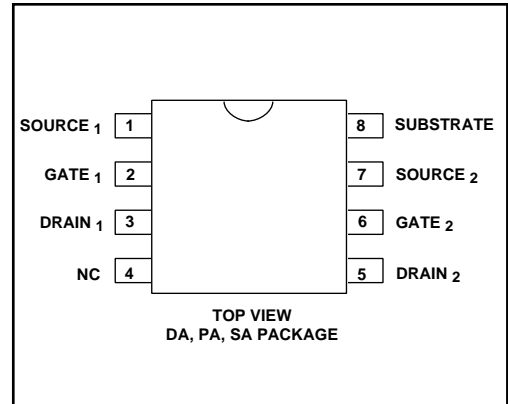 SOURCE 1 1 8 SUBSTRATE
GATE 1 2 7 SOURCE 2
DRAIN 1 3 6 GATE 2
NC 4 5 DRAIN 2
TOP VIEW
DA, PA, SA PACKAGE